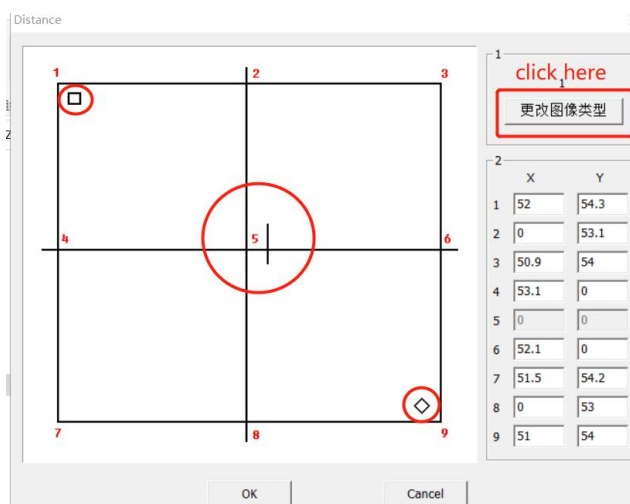 Distance
1
click here
1
更改图像类型
1 2 3
4 5 6
7 8 9
2
X Y
1 52 54.3
2 0 53.1
3 50.9 54
4 53.1 0
5 0 0
6 52.1 0
7 51.5 54.2
8 0 53
9 51 54
OK Cancel